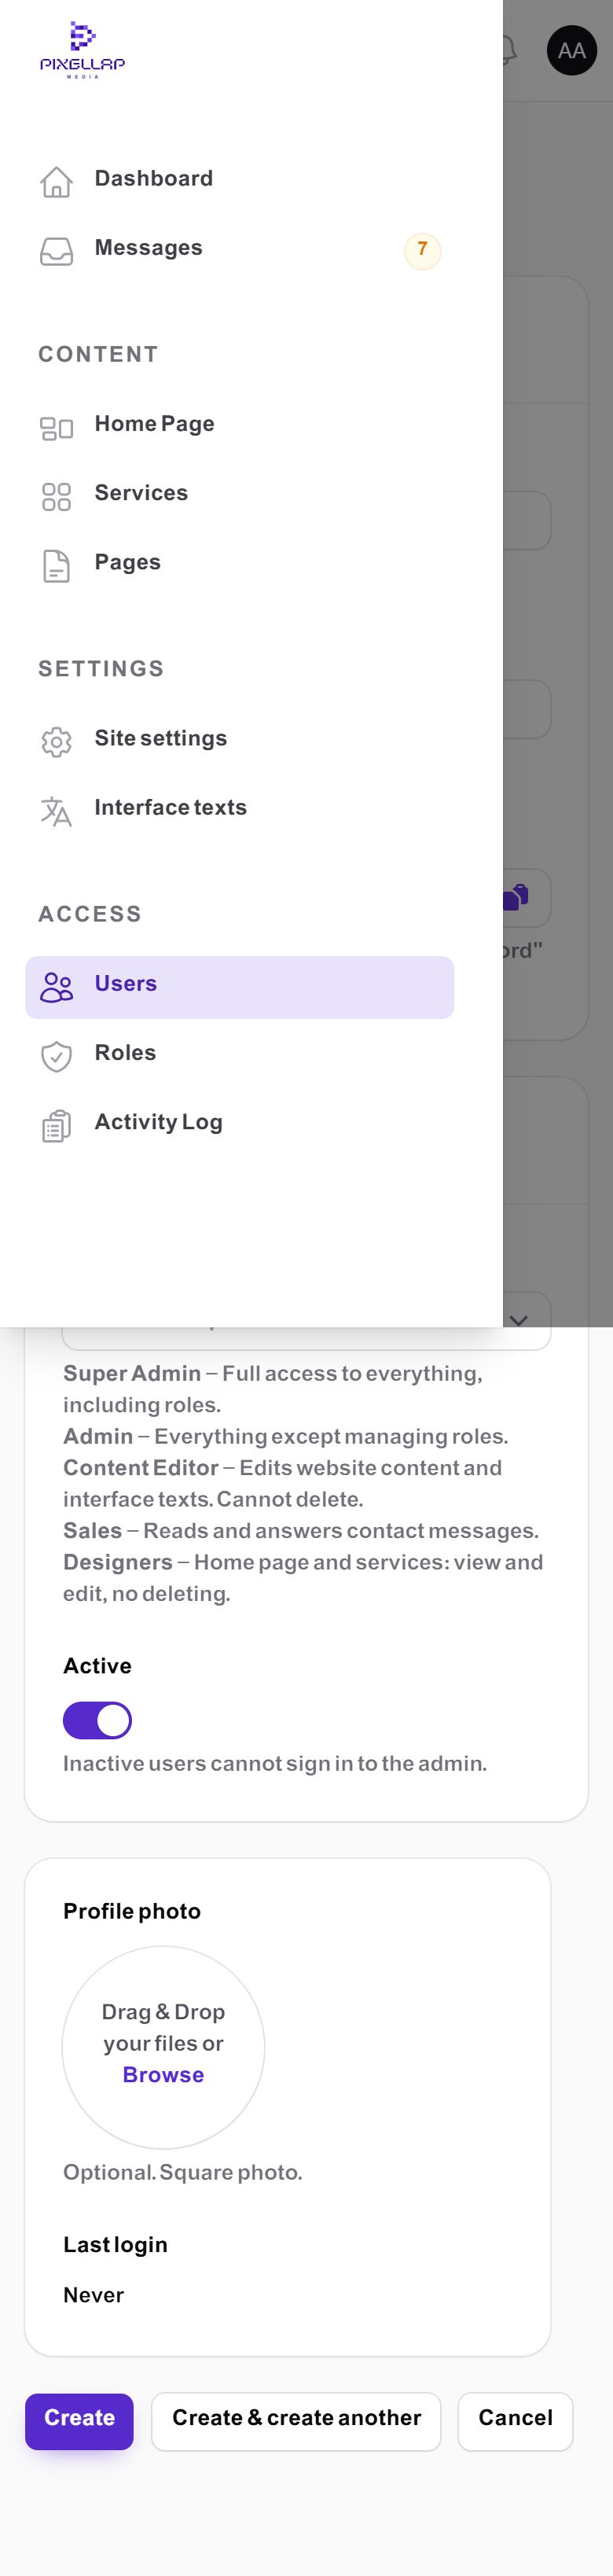 PIXELLAP
MEDIA
AA
Dashboard
Messages
7
CONTENT
Home Page
Services
Pages
SETTINGS
Site settings
Interface texts
ACCESS
ord"
Users
Roles
Activity Log
Super Admin – Full access to everything,
including roles.
Admin – Everything except managing roles.
Content Editor – Edits website content and
interface texts. Cannot delete.
Sales – Reads and answers contact messages.
Designers – Home page and services: view and
edit, no deleting.
Active
Inactive users cannot sign in to the admin.
Profile photo
Drag & Drop
your files or
Browse
Optional. Square photo.
Last login
Never
Create
Create & create another
Cancel